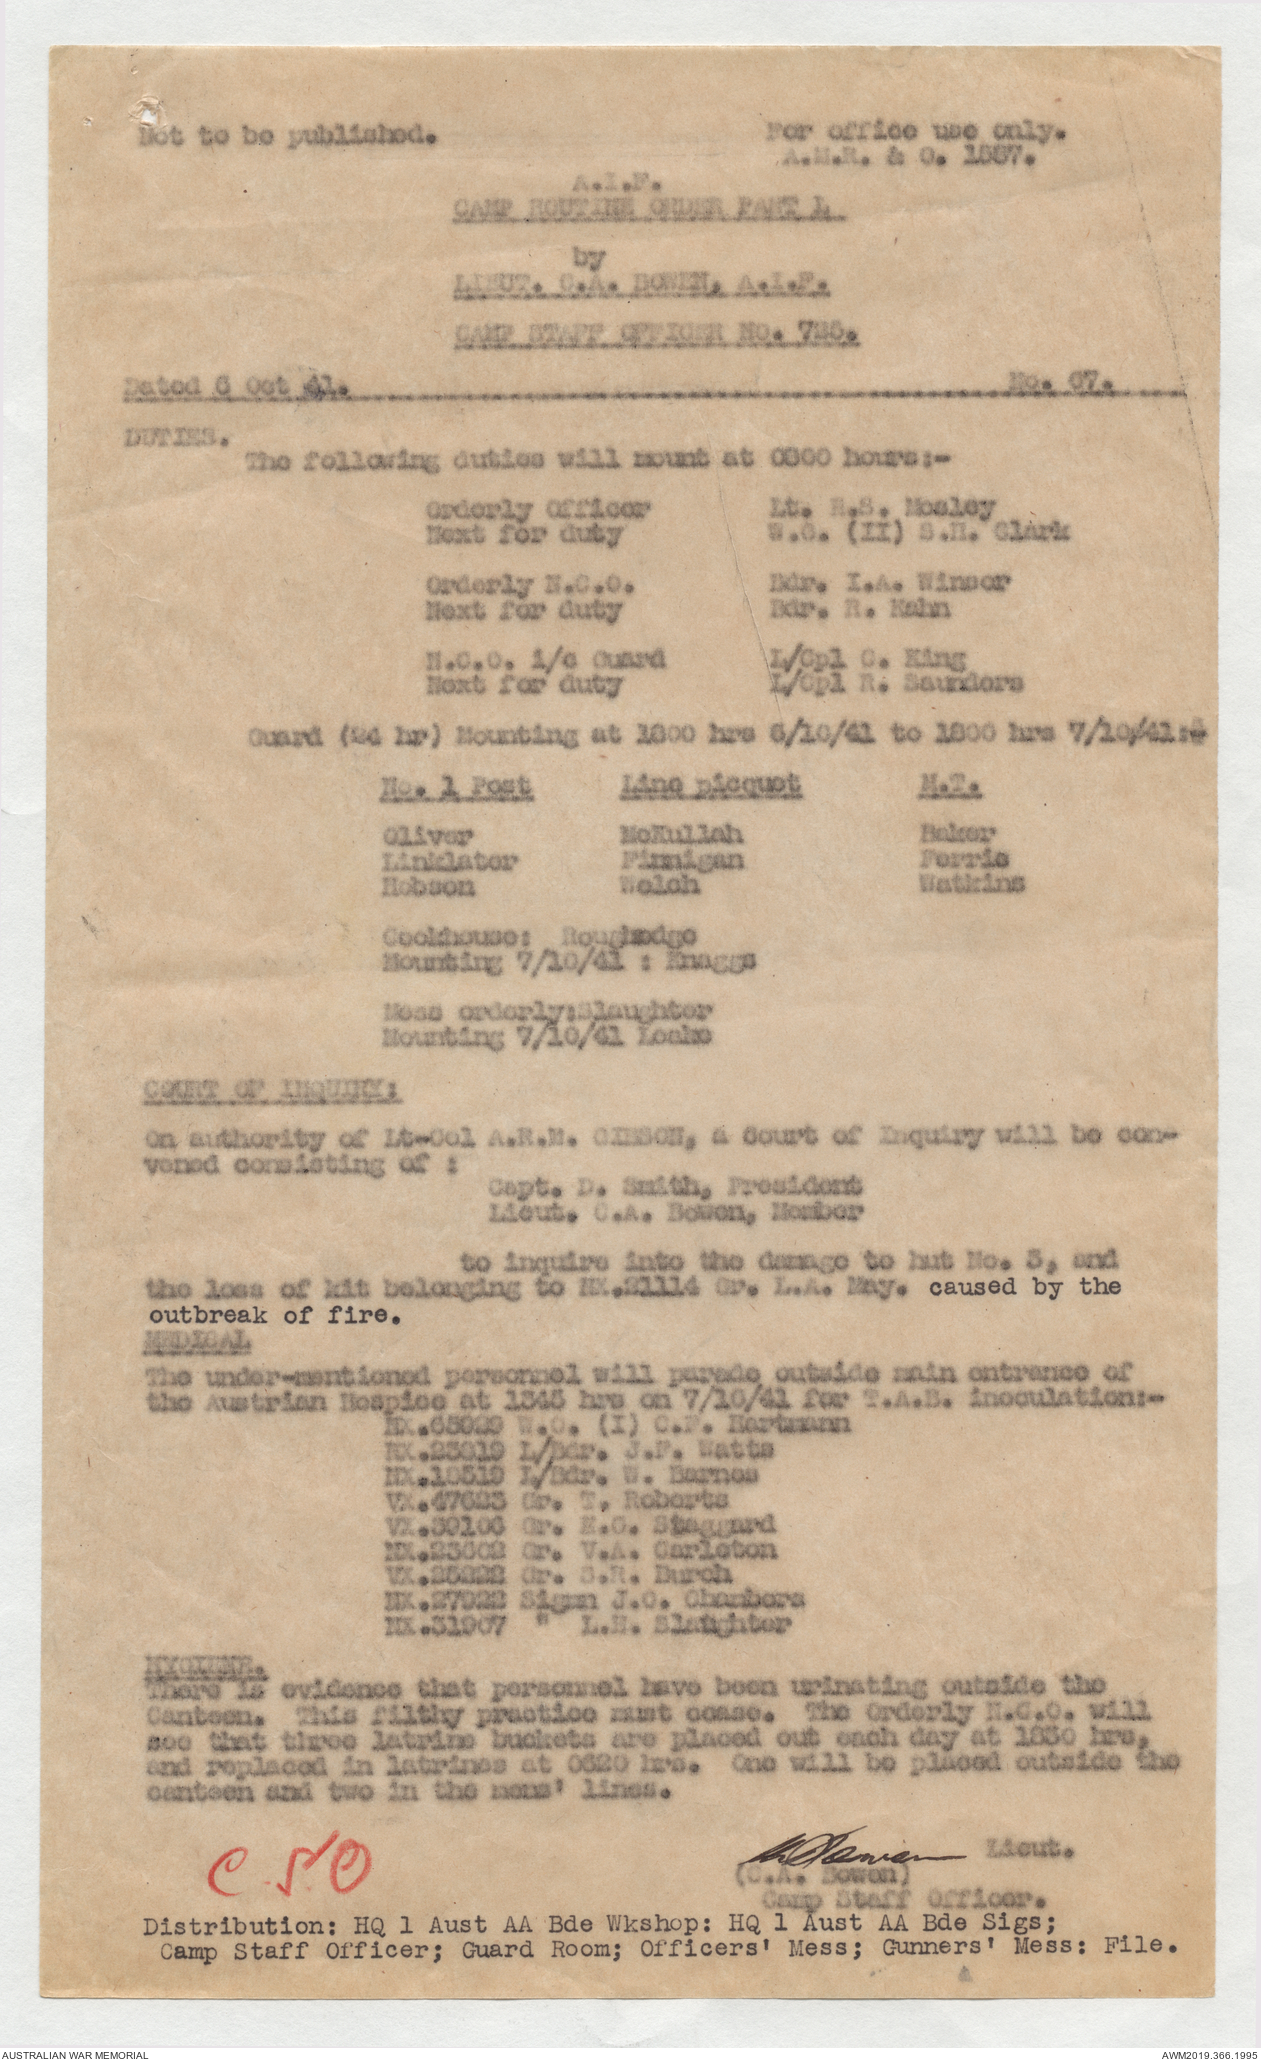 Not to be published.
For office use only.
A.M.R. & O. 1557.
A.I.F.
CAMP ROUTINE ORDER PART 1
by
LIEUT. C.A. BOWEN, A.I.F.
CAMP STAFF OFFICER NO. 725.
Dated 6 Oct 41. No. 67.
DUTIES.
The following duties will mount at 0800 hours:-
Orderly Officer Lt. R.S. Mosley
Next for duty W.O. (II) S.H. Clark
Orderly N.C.O. Bdr. I.A. Winsor
Next for duty Bdr. R. Kahn
N.C.O. i/c Guard L/Cpl C. King
Next for duty L/Cpl R. Saunders
Guard (24 hr) Mounting at 1800 hrs 6/10/41 to 1800 hrs 7/10/41:-
No. 1 Post Line picquet M.T.
Oliver McKullah Baker
Linklater Finnigan Ferris
Hobson Welch Watkins
Cookhouse: Roughedge
Mounting 7/10/41 : Knaggs
Mess orderly:Slaughter
Mounting 7/10/41 Leake
COURT OF INQUIRY:
On authority of Lt-Col A.R.M. GIBSON, a Court of Inquiry will be con-
vened consisting of :
Capt. D. Smith, President
Lieut. C.A. Bowen, Member
to inquire into the damage to hut No. 3, and
the loss of kit belonging to NX.21114 Gr. L.A. May. caused by the
outbreak of fire.
MEDICAL
The under-mentioned personnel will parade outside main entrance of
the Austrian Hospice at 1345 hrs on 7/10/41 for T.A.B. inoculation:-
NX.65929 W.O. (I) C.F. Hartmann
NX.23919 L/Bdr. J.F. Watts
NX.18519 L/Bdr. W. Barnes
VX.47623 Gr. T. Roberts
VX.39106 Gr. E.G. Staggard
NX.23602 Gr. V.A. Carleton
VX.25222 Gr. S.R. Burch
NX.27922 Sigmn J.O. Chambers
NX.31907 " L.H. Slaughter
HYGIENE.
There is evidence that personnel have been urinating outside the
Canteen. This filthy practice must cease. The Orderly N.C.O. will
see that three latrine buckets are placed out each day at 1830 hrs,
and replaced in latrines at 0620 hrs. One will be placed outside the
canteen and two in the mens' lines.
CSO
CABowen Lieut.
(C.A. Bowen)
Camp Staff Officer.
Distribution: HQ 1 Aust AA Bde Wkshop: HQ 1 Aust AA Bde Sigs;
Camp Staff Officer; Guard Room; Officers' Mess; Gunners' Mess: File.
AUSTRALIAN WAR MEMORIAL
AWM2019.366.1995